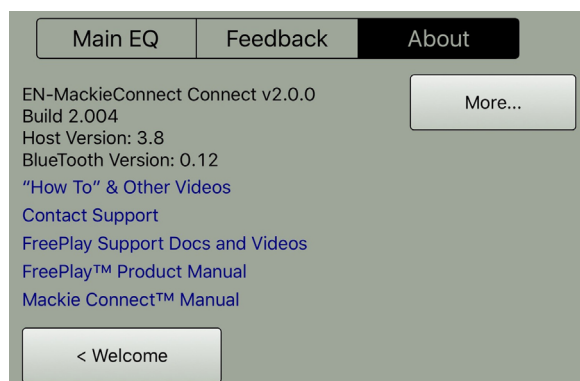 Main EQ Feedback About
EN-MackieConnect Connect v2.0.0
More...
Build 2.004
Host Version: 3.8
BlueTooth Version: 0.12
“How To” & Other Videos
Contact Support
FreePlay Support Docs and Videos
FreePlay™ Product Manual
Mackie Connect™ Manual
< Welcome